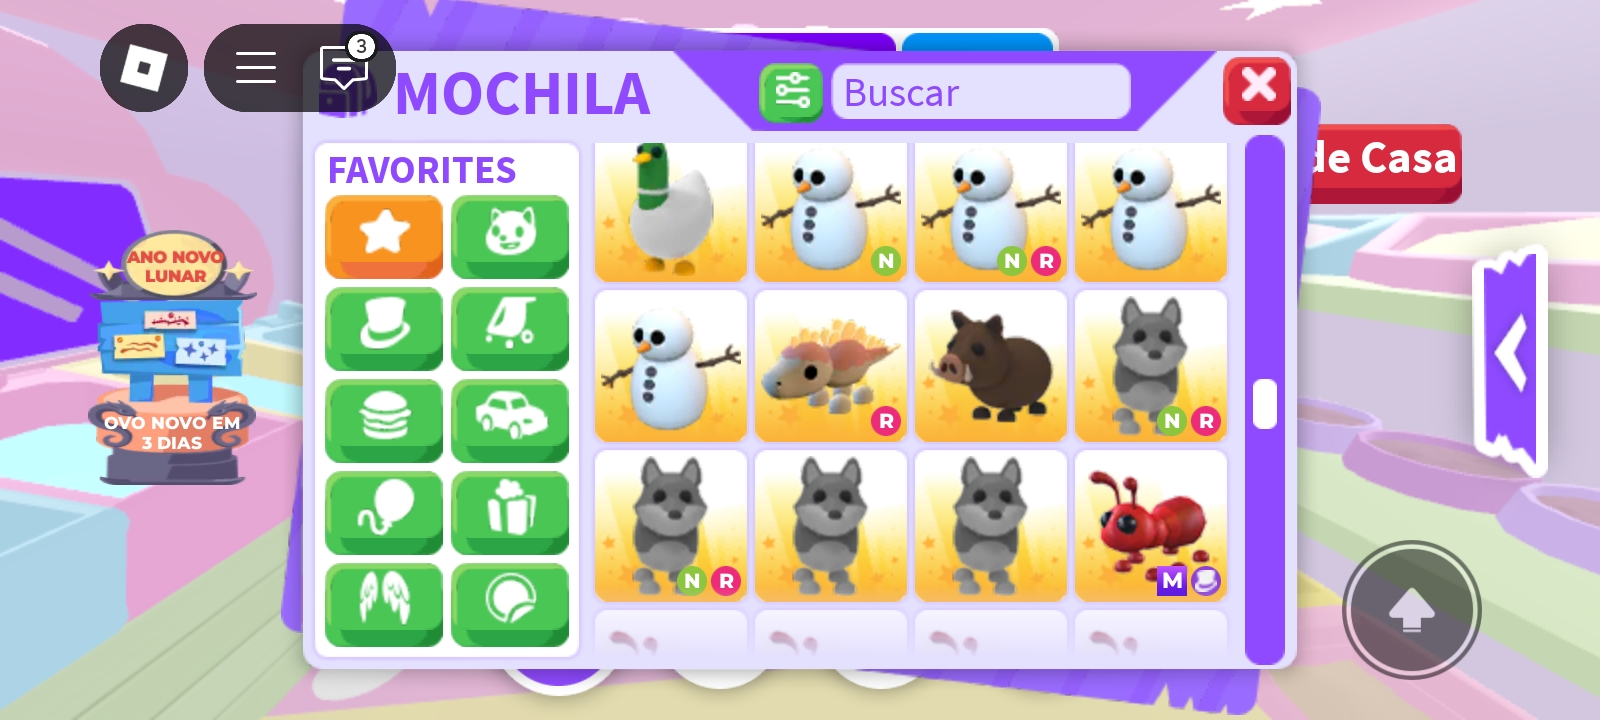 3
MOCHILA
Buscar
FAVORITES
de Casa
ANO NOVO
LUNAR
OVO NOVO EM
3 DIAS
N
N R
R
N R
N R
M